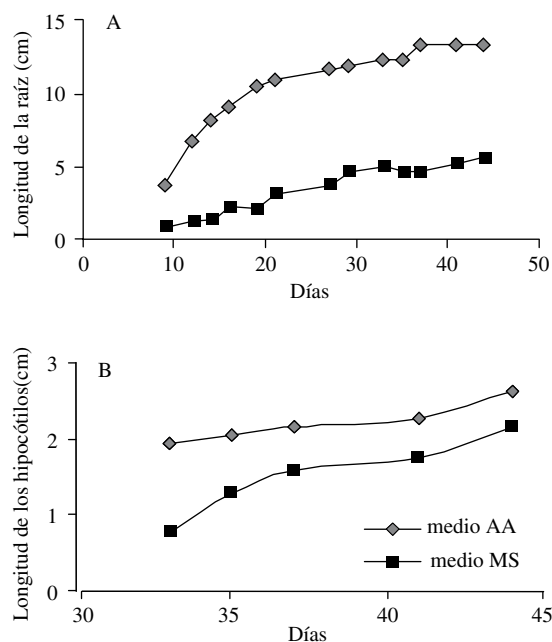 A
Longitud de la raíz (cm)
15
10
5
0
0 10 20 30 40 50
Días
B
Longitud de los hipocótilos(cm)
3
2
1
0
medio AA
medio MS
30 35 40 45
Días